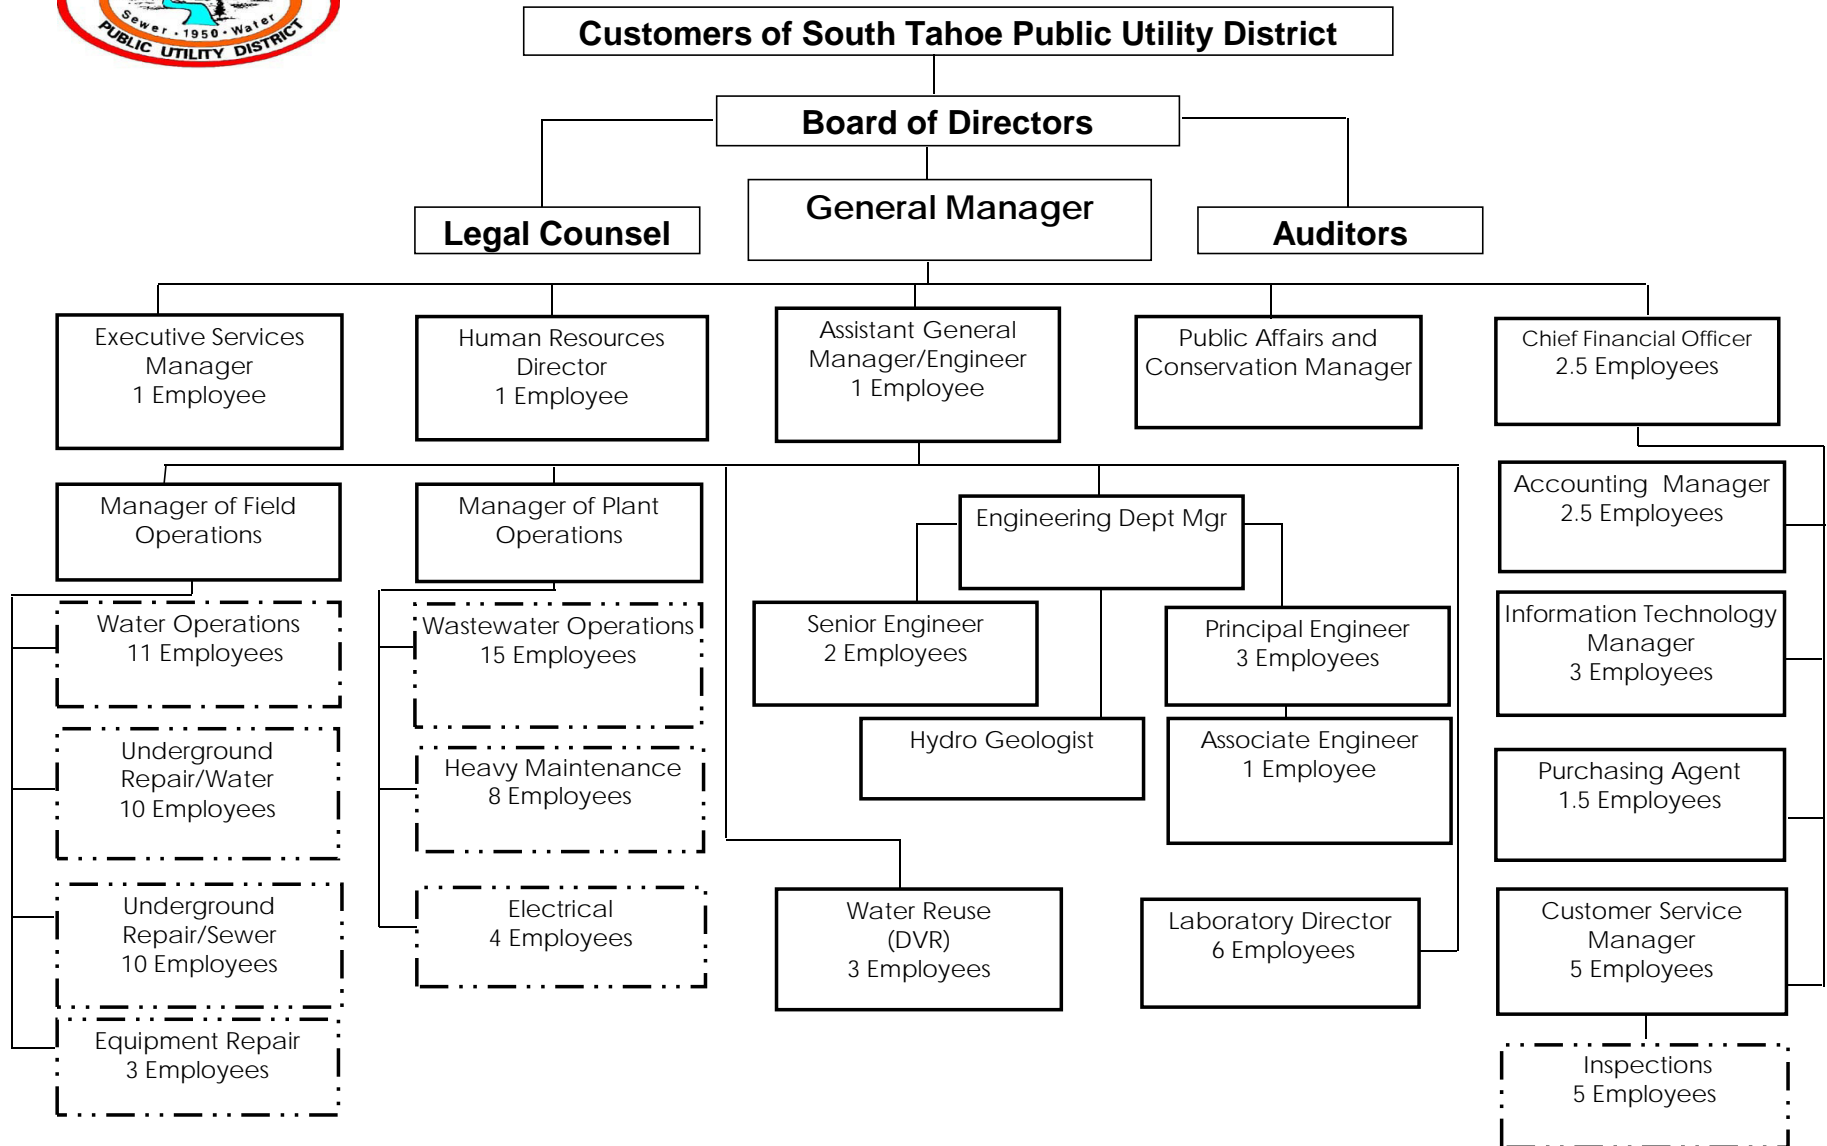 Sewer · 1950 · Water
PUBLIC UTILITY DISTRICT
Customers of South Tahoe Public Utility District
Board of Directors
General Manager
Legal Counsel
Auditors
Executive Services
Manager
1 Employee
Human Resources
Director
1 Employee
Assistant General
Manager/Engineer
1 Employee
Public Affairs and
Conservation Manager
Chief Financial Officer
2.5 Employees
Manager of Field
Operations
Manager of Plant
Operations
Engineering Dept Mgr
Accounting  Manager
2.5 Employees
Water Operations
11 Employees
Wastewater Operations
15 Employees
Senior Engineer
2 Employees
Principal Engineer
3 Employees
Information Technology
Manager
3 Employees
Underground
Repair/Water
10 Employees
Heavy Maintenance
8 Employees
Hydro Geologist
Associate Engineer
1 Employee
Purchasing Agent
1.5 Employees
Underground
Repair/Sewer
10 Employees
Electrical
4 Employees
Water Reuse
(DVR)
3 Employees
Laboratory Director
6 Employees
Customer Service
Manager
5 Employees
Equipment Repair
3 Employees
Inspections
5 Employees